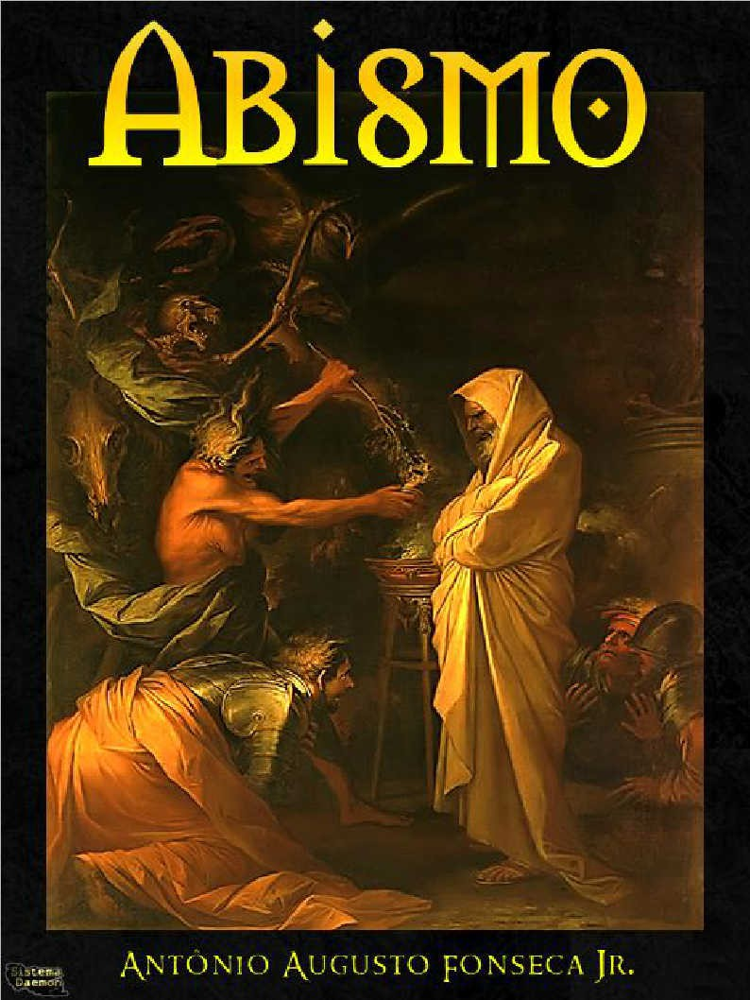 ABISMO
ANTÔNIO AUGUSTO FONSECA JR.
Sistema
Daemon